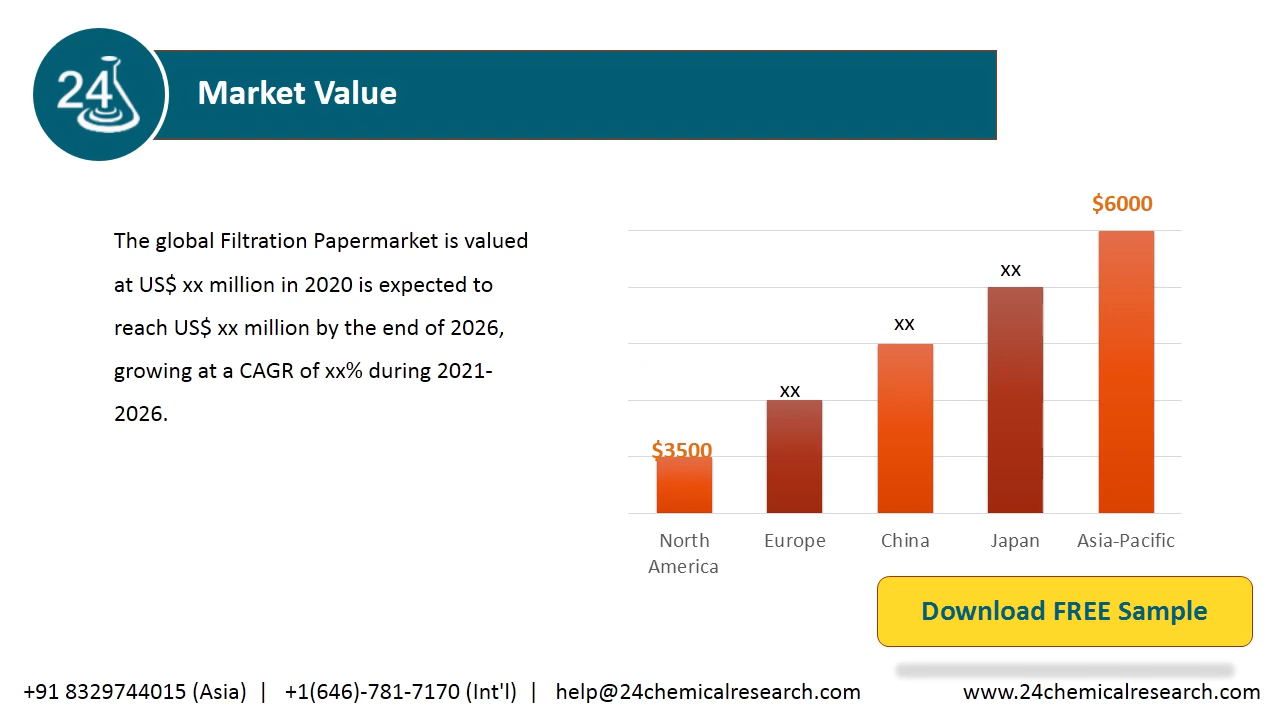 24
Market Value
The global Filtration Papermarket is valued
at US$ xx million in 2020 is expected to
reach US$ xx million by the end of 2026,
growing at a CAGR of xx% during 2021-
2026.
$6000
xx
xx
xx
$3500
North
America
Europe
China
Japan
Asia-Pacific
Download FREE Sample
+91 8329744015 (Asia) | +1(646)-781-7170 (Int'l) | help@24chemicalresearch.com
www.24chemicalresearch.com